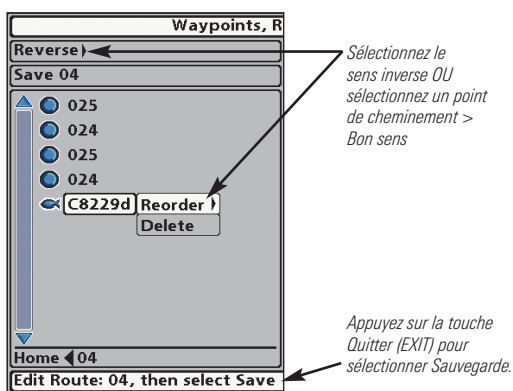 Waypoints, R
Reverse
Save 04
025
024
025
024
C8229d Reorder
Delete
Home 04
Edit Route: 04, then select Save
Sélectionnez le
sens inverse OU
sélectionnez un point
de cheminement >
Bon sens
Appuyez sur la touche
Quitter (EXIT) pour
sélectionner Sauvegarde.